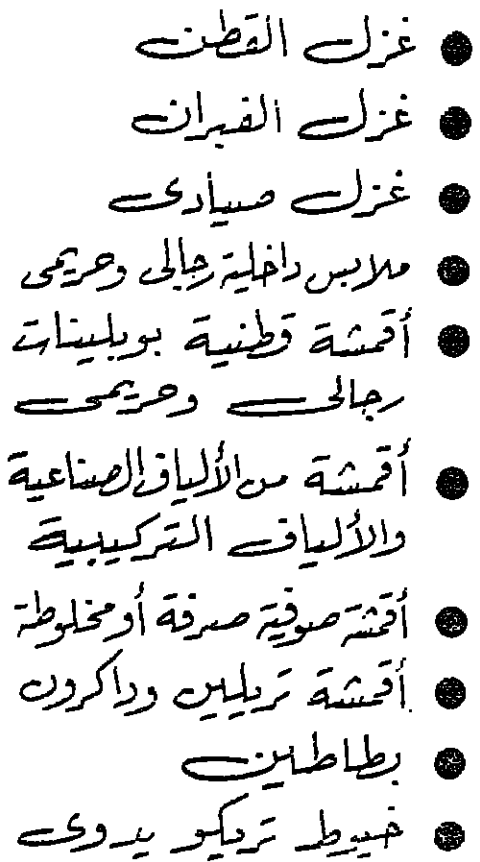 ● غزل القطن
● غزل الفبران
● غزل صيادى
● ملابس داخلية رجالى وحريمى
● أقمشة قطنية بوبلينات
رجالى وحريمى
● أقمشة من الألياف الصناعية
والألياف التركيبية
● أقمشة صوفية صرفة أو مخلوطة
● أقمشة تريلين وداكرون
● بطاطين
● خيط تريكو يدوى